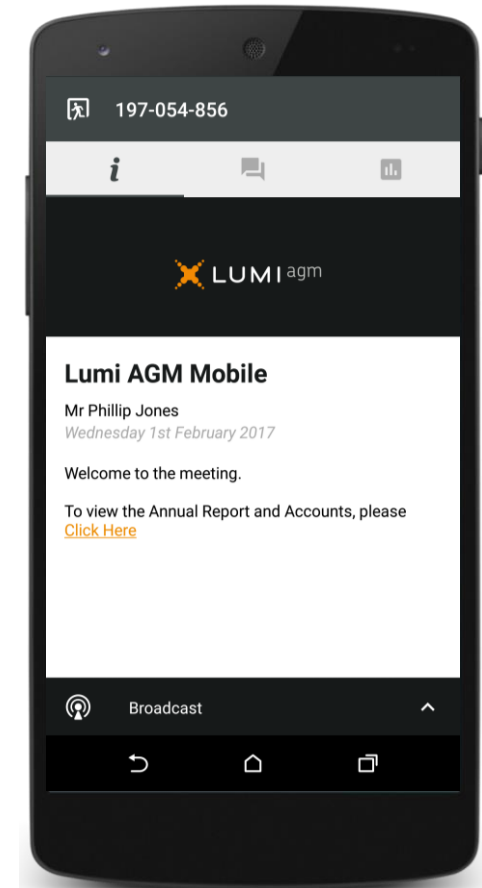 197-054-856
i
LUMI agm
Lumi AGM Mobile
Mr Phillip Jones
Wednesday 1st February 2017
Welcome to the meeting.
To view the Annual Report and Accounts, please
Click Here
Broadcast